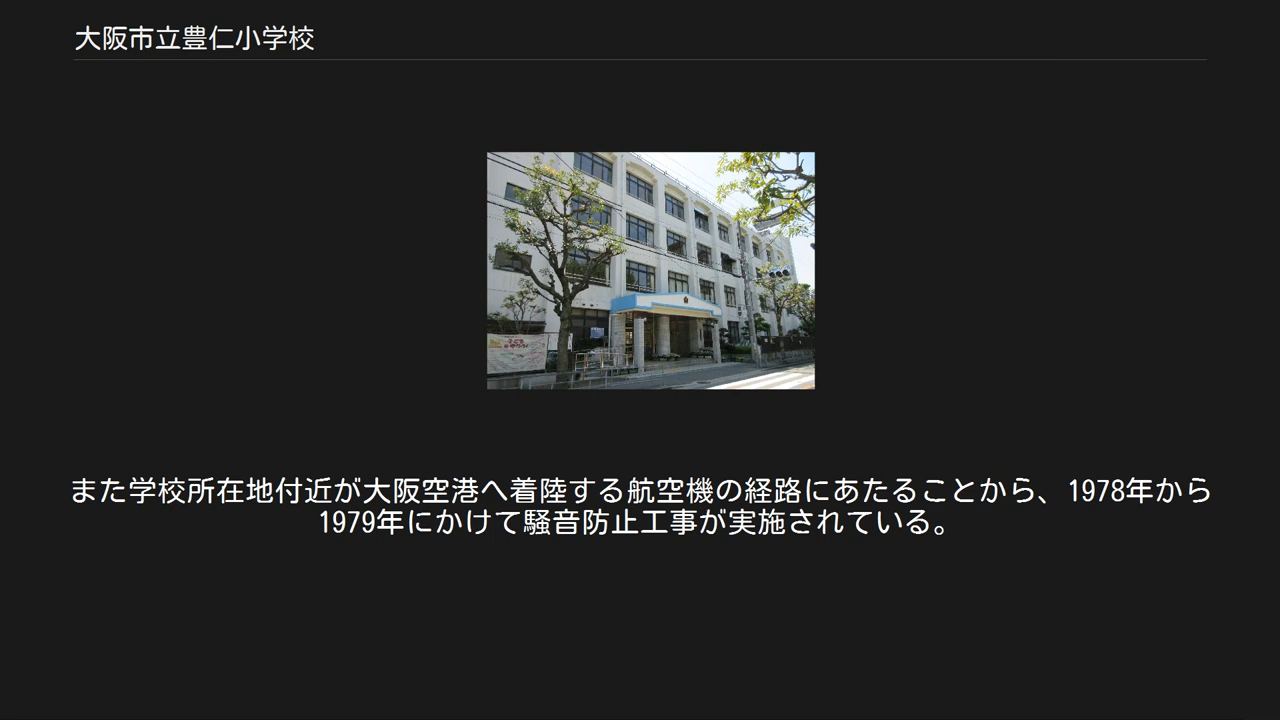 大阪市立豊仁小学校
また学校所在地付近が大阪空港へ着陸する航空機の経路にあたることから、1978年から
1979年にかけて騒音防止工事が実施されている。